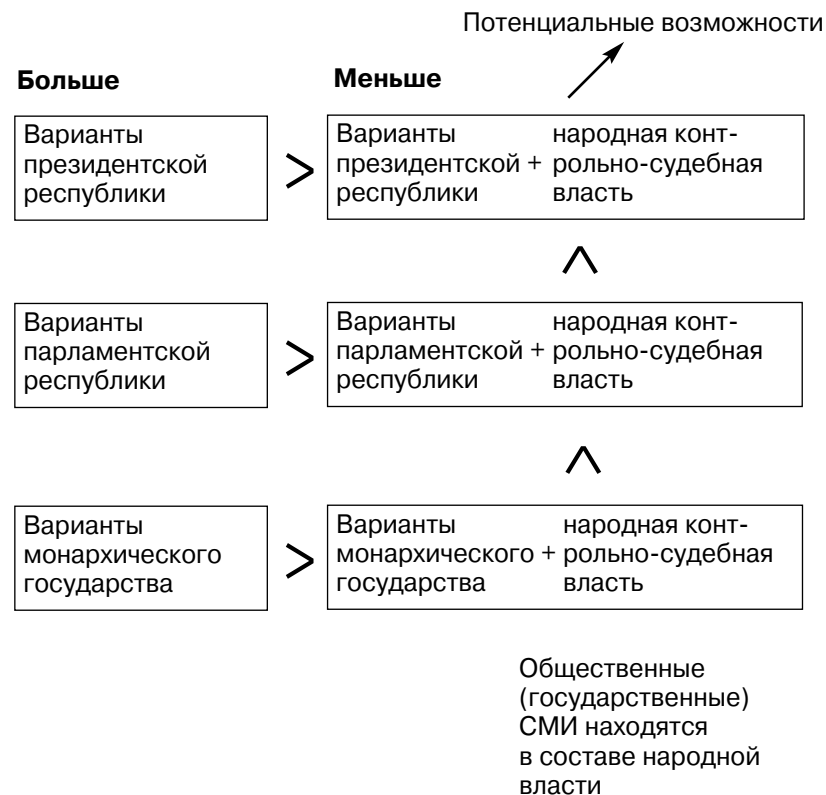 Потенциальные возможности
Больше
Меньше
Варианты
президентской
республики
>
Варианты народная конт-
президентской + рольно-судебная
республики власть
>
Варианты
парламентской
республики
>
Варианты народная конт-
парламентской + рольно-судебная
республики власть
>
Варианты
монархического
государства
>
Варианты народная конт-
монархического + рольно-судебная
государства власть
Общественные
(государственные)
СМИ находятся
в составе народной
власти